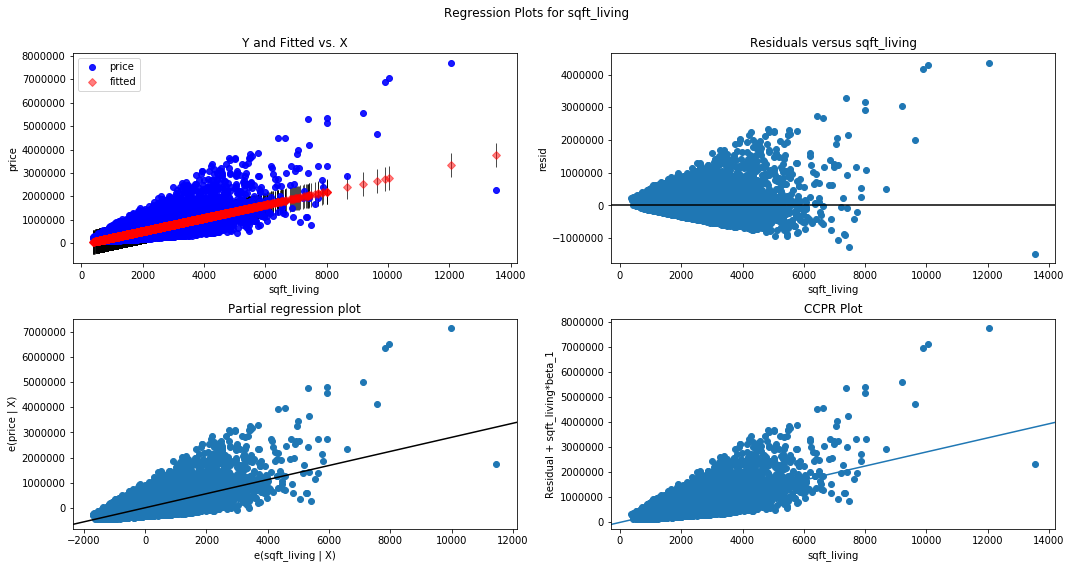 Regression Plots for sqft_living
Y and Fitted vs. X
8000000
7000000
6000000
5000000
4000000
3000000
2000000
1000000
0
price
price
fitted
0 2000 4000 6000 8000 10000 12000 14000
sqft_living
Residuals versus sqft_living
4000000
3000000
2000000
1000000
0
−1000000
resid
0 2000 4000 6000 8000 10000 12000 14000
sqft_living
Partial regression plot
7000000
6000000
5000000
4000000
3000000
2000000
1000000
0
e(price | X)
−2000 0 2000 4000 6000 8000 10000 12000
e(sqft_living | X)
CCPR Plot
8000000
7000000
6000000
5000000
4000000
3000000
2000000
1000000
0
Residual + sqft_living*beta_1
0 2000 4000 6000 8000 10000 12000 14000
sqft_living